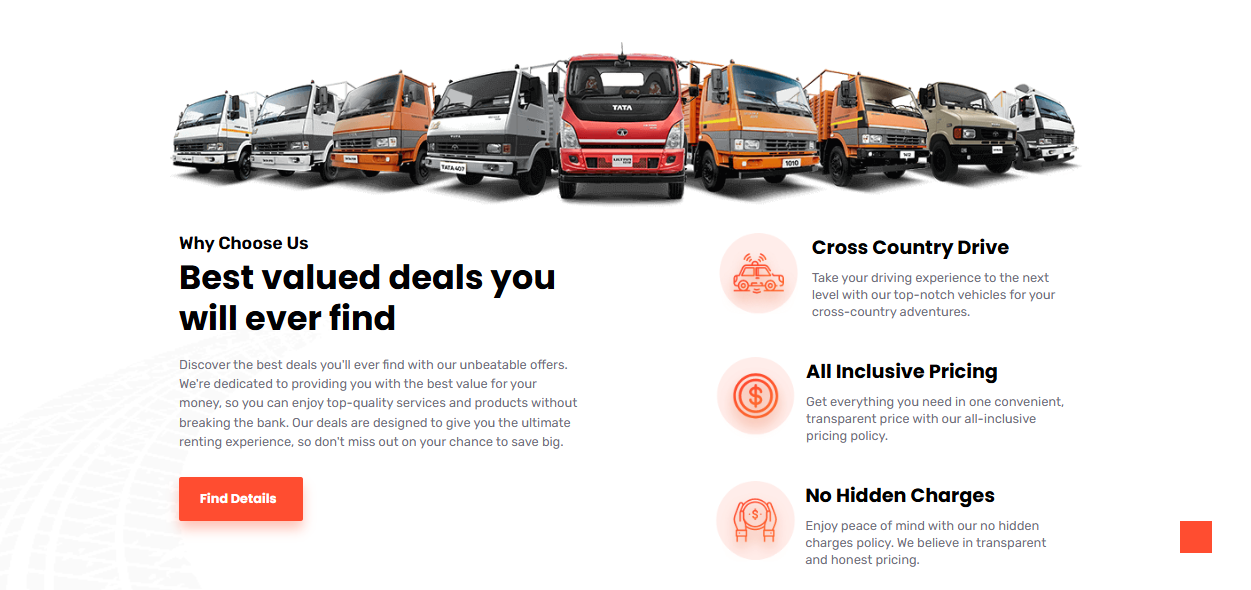 TATA
TATA 407
1010
Why Choose Us
Best valued deals you
will ever find
Discover the best deals you'll ever find with our unbeatable offers.
We're dedicated to providing you with the best value for your
money, so you can enjoy top-quality services and products without
breaking the bank. Our deals are designed to give you the ultimate
renting experience, so don't miss out on your chance to save big.
Find Details
Cross Country Drive
Take your driving experience to the next
level with our top-notch vehicles for your
cross-country adventures.
$
All Inclusive Pricing
Get everything you need in one convenient,
transparent price with our all-inclusive
pricing policy.
$
No Hidden Charges
Enjoy peace of mind with our no hidden
charges policy. We believe in transparent
and honest pricing.